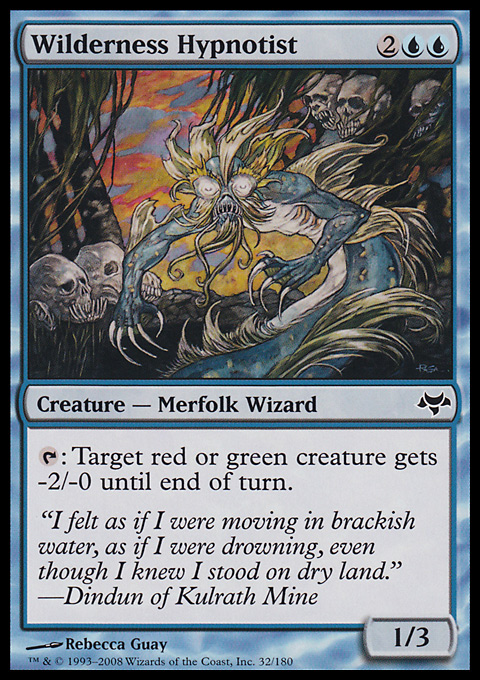 Wilderness Hypnotist 2
Creature — Merfolk Wizard
: Target red or green creature gets
-2/-0 until end of turn.
“I felt as if I were moving in brackish
water, as if I were drowning, even
though I knew I stood on dry land.”
—Dindun of Kulrath Mine
1/3
Rebecca Guay
™ & © 1993–2008 Wizards of the Coast, Inc. 32/180